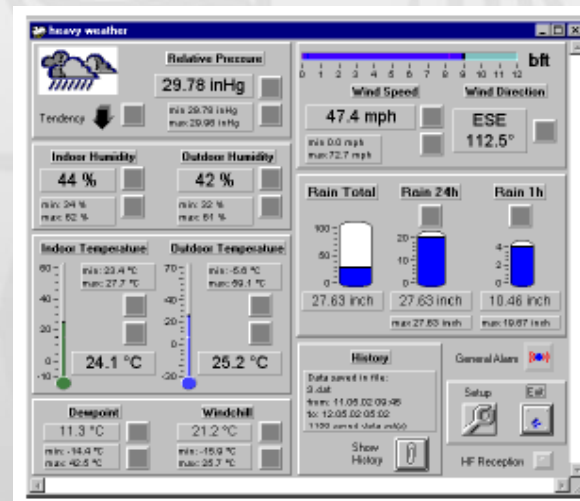 heavy weather
Relative Pressure
29.78 inHg
Tendency
min 29.78 inHg
max 29.98 inHg
0 1 2 3 4 5 6 7 8 9 10 11 12
bft
Wind Speed
Wind Direction
47.4 mph
ESE
112.5°
min 0.0 mph
max 72.7 mph
Indoor Humidity
Outdoor Humidity
44 %
42 %
min: 34 %
max: 62 %
min: 32 %
max: 61 %
Rain Total
Rain 24h
Rain 1h
100
50
0
20
10
0
4
2
0
27.63 inch
27.63 inch
10.46 inch
max 27.63 inch
max 19.67 inch
Indoor Temperature
Outdoor Temperature
min: 23.4 °C
max: 27.7 °C
min: -5.6 °C
max: 69.1 °C
60
40
20
0
-10
70
40
20
0
-20
24.1 °C
25.2 °C
History
Data saved in file:
3.dat
from: 11.05.02 09:46
to: 12.05.02 05:02
saved data set(s)
Show
History
General Alarm
Setup
Exit
HF Reception
Dewpoint
Windchill
11.3 °C
21.2 °C
min: -14.4 °C
max: 42.5 °C
min: -15.9 °C
max: 25.7 °C